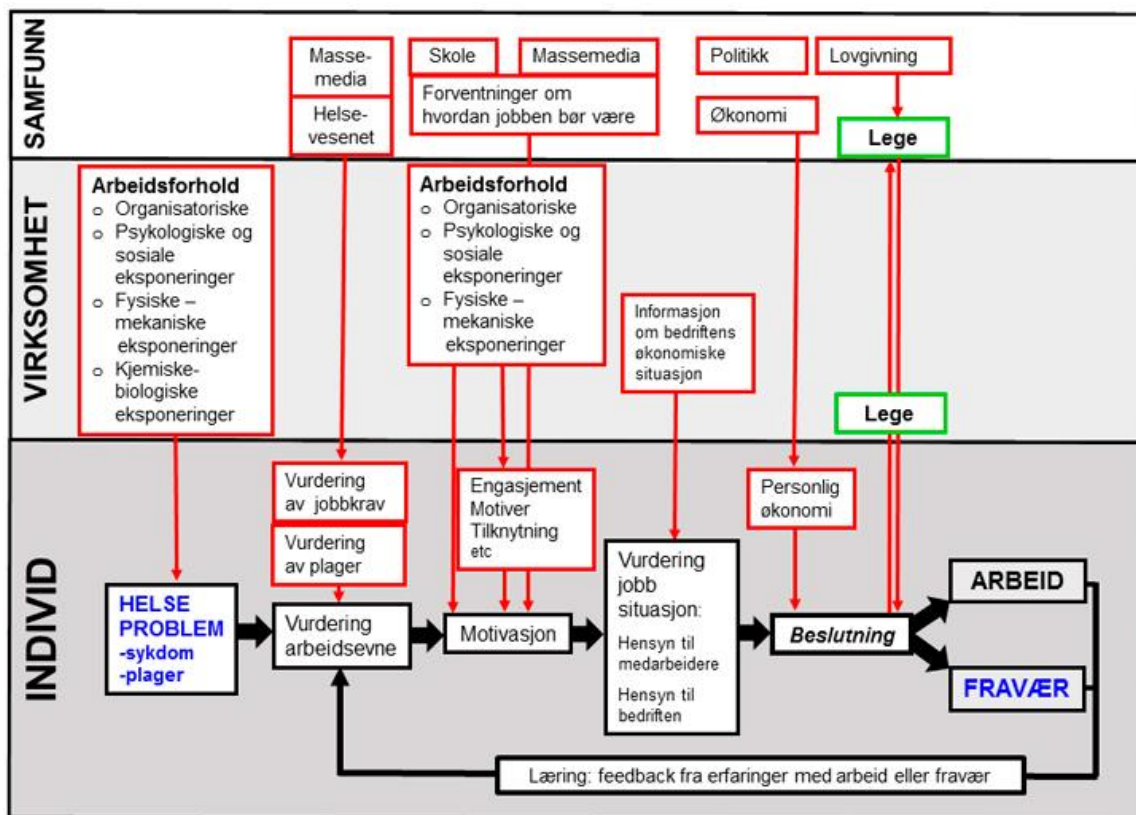 SAMFUNN
Masse-
media
Helse-
vesenet
Skole
Massemedia
Forventninger om
hvordan jobben bør være
Politikk
Lovgivning
Økonomi
Lege
VIRKSOMHET
Arbeidsforhold
o Organisatoriske
o Psykologiske og
sosiale
eksponeringer
o Fysiske –
mekaniske
eksponeringer
o Kjemiske-
biologiske
eksponeringer
Arbeidsforhold
o Organisatoriske
o Psykologiske og
sosiale
eksponeringer
o Fysiske –
mekaniske
eksponeringer
Informasjon
om bedriftens
økonomiske
situasjon
Lege
INDIVID
Vurdering
av jobbkrav
Vurdering
av plager
Engasjement
Motiver
Tilknytning
etc
Personlig
økonomi
HELSE
PROBLEM
-sykdom
-plager
Vurdering
arbeidsevne
Motivasjon
Vurdering
jobb
situasjon:
Hensyn til
medarbeidere
Hensyn til
bedriften
Beslutning
ARBEID
FRAVÆR
Læring: feedback fra erfaringer med arbeid eller fravær